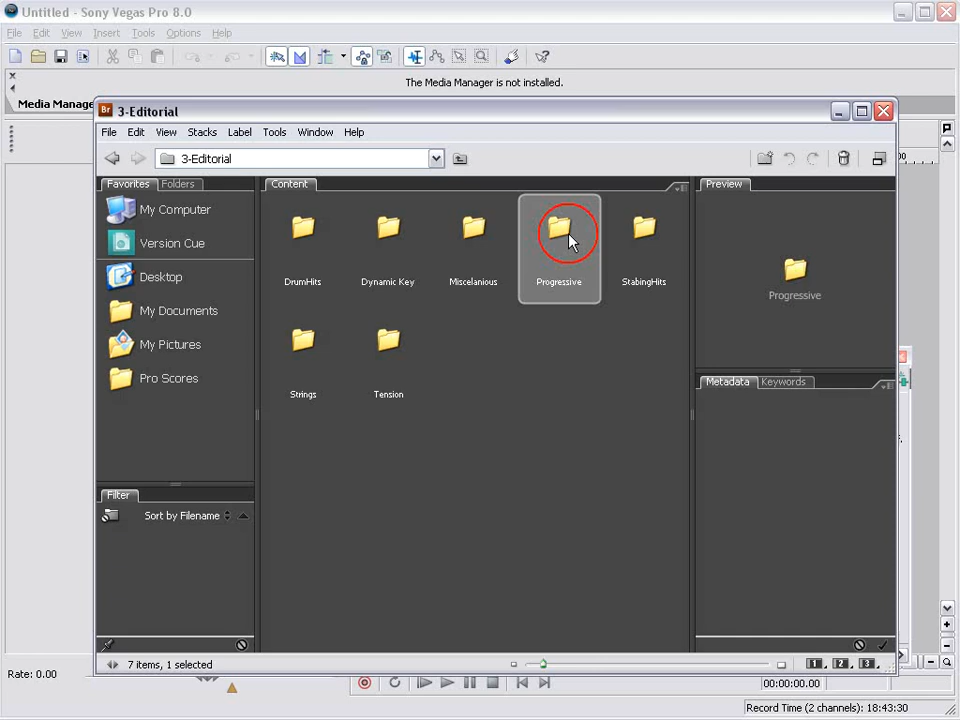 Untitled - Sony Vegas Pro 8.0
File Edit View Insert Tools Options Help
The Media Manager is not installed.
Media Manage
Br 3-Editorial
File Edit View Stacks Label Tools Window Help
3-Editorial
Favorites Folders
Content
Preview
My Computer
Version Cue
Desktop
My Documents
My Pictures
Pro Scores
DrumHits
Dynamic Key
Miscelanious
Progressive
StabingHits
Strings
Tension
Progressive
Metadata Keywords
Filter
Sort by Filename
7 items, 1 selected
1 2 3
Rate: 0.00
00:00:00.00
Record Time (2 channels): 18:43:30